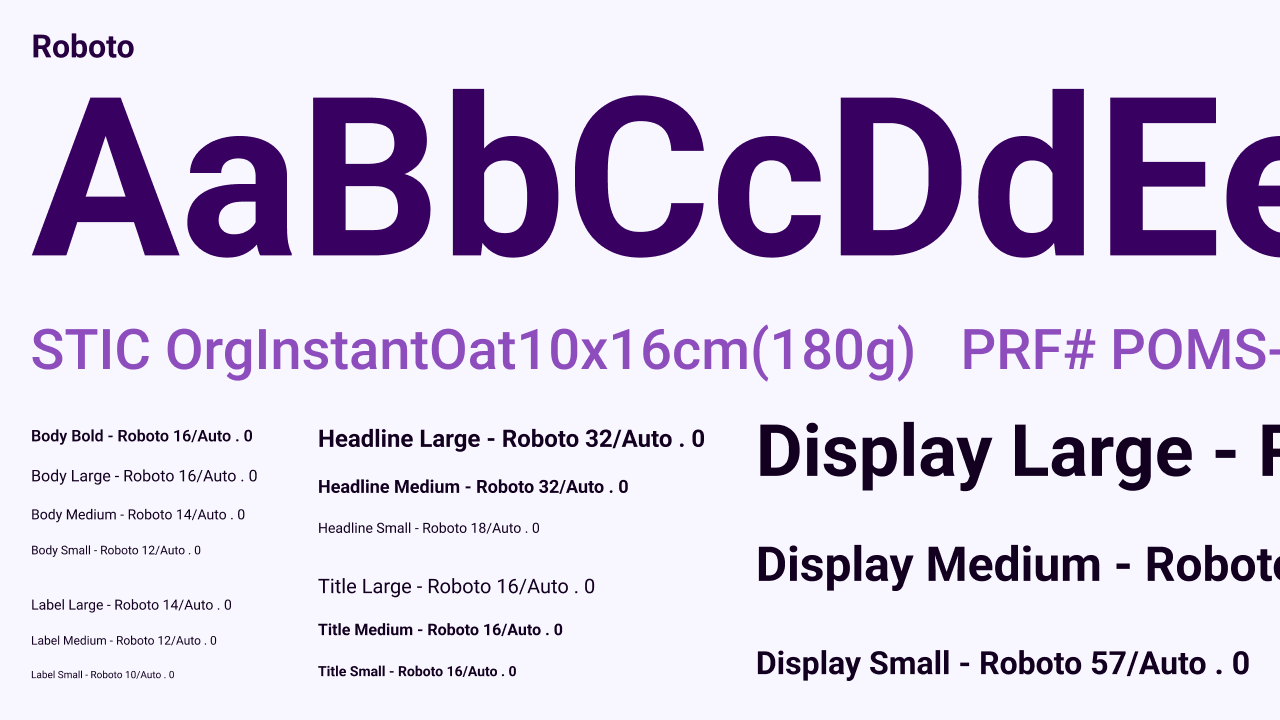 Roboto
AaBbCcDdEe
STIC OrgInstantOat10x16cm(180g) PRF# POMS-
Body Bold - Roboto 16/Auto . 0
Body Large - Roboto 16/Auto . 0
Body Medium - Roboto 14/Auto . 0
Body Small - Roboto 12/Auto . 0
Label Large - Roboto 14/Auto . 0
Label Medium - Roboto 12/Auto . 0
Label Small - Roboto 10/Auto . 0
Headline Large - Roboto 32/Auto . 0
Headline Medium - Roboto 32/Auto . 0
Headline Small - Roboto 18/Auto . 0
Title Large - Roboto 16/Auto . 0
Title Medium - Roboto 16/Auto . 0
Title Small - Roboto 16/Auto . 0
Display Large -
Display Medium - Roboto
Display Small - Roboto 57/Auto . 0